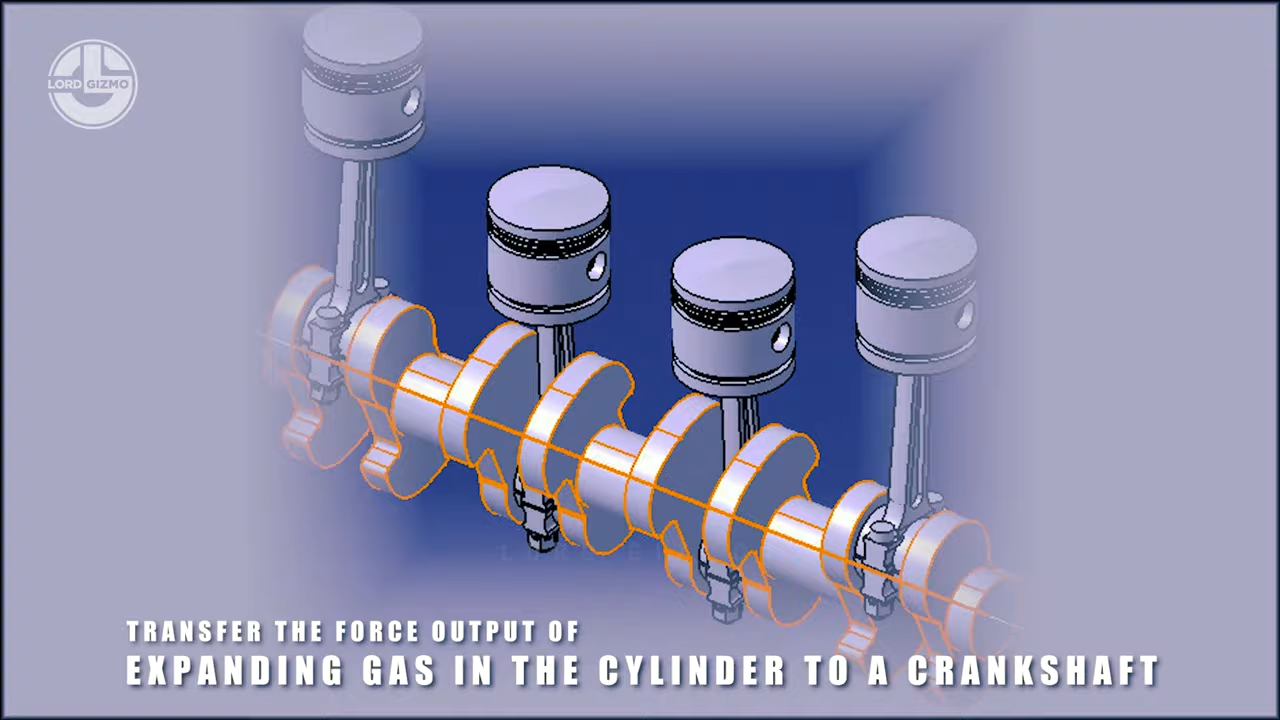 LORD GIZMO
TRANSFER THE FORCE OUTPUT OF
EXPANDING GAS IN THE CYLINDER TO A CRANKSHAFT